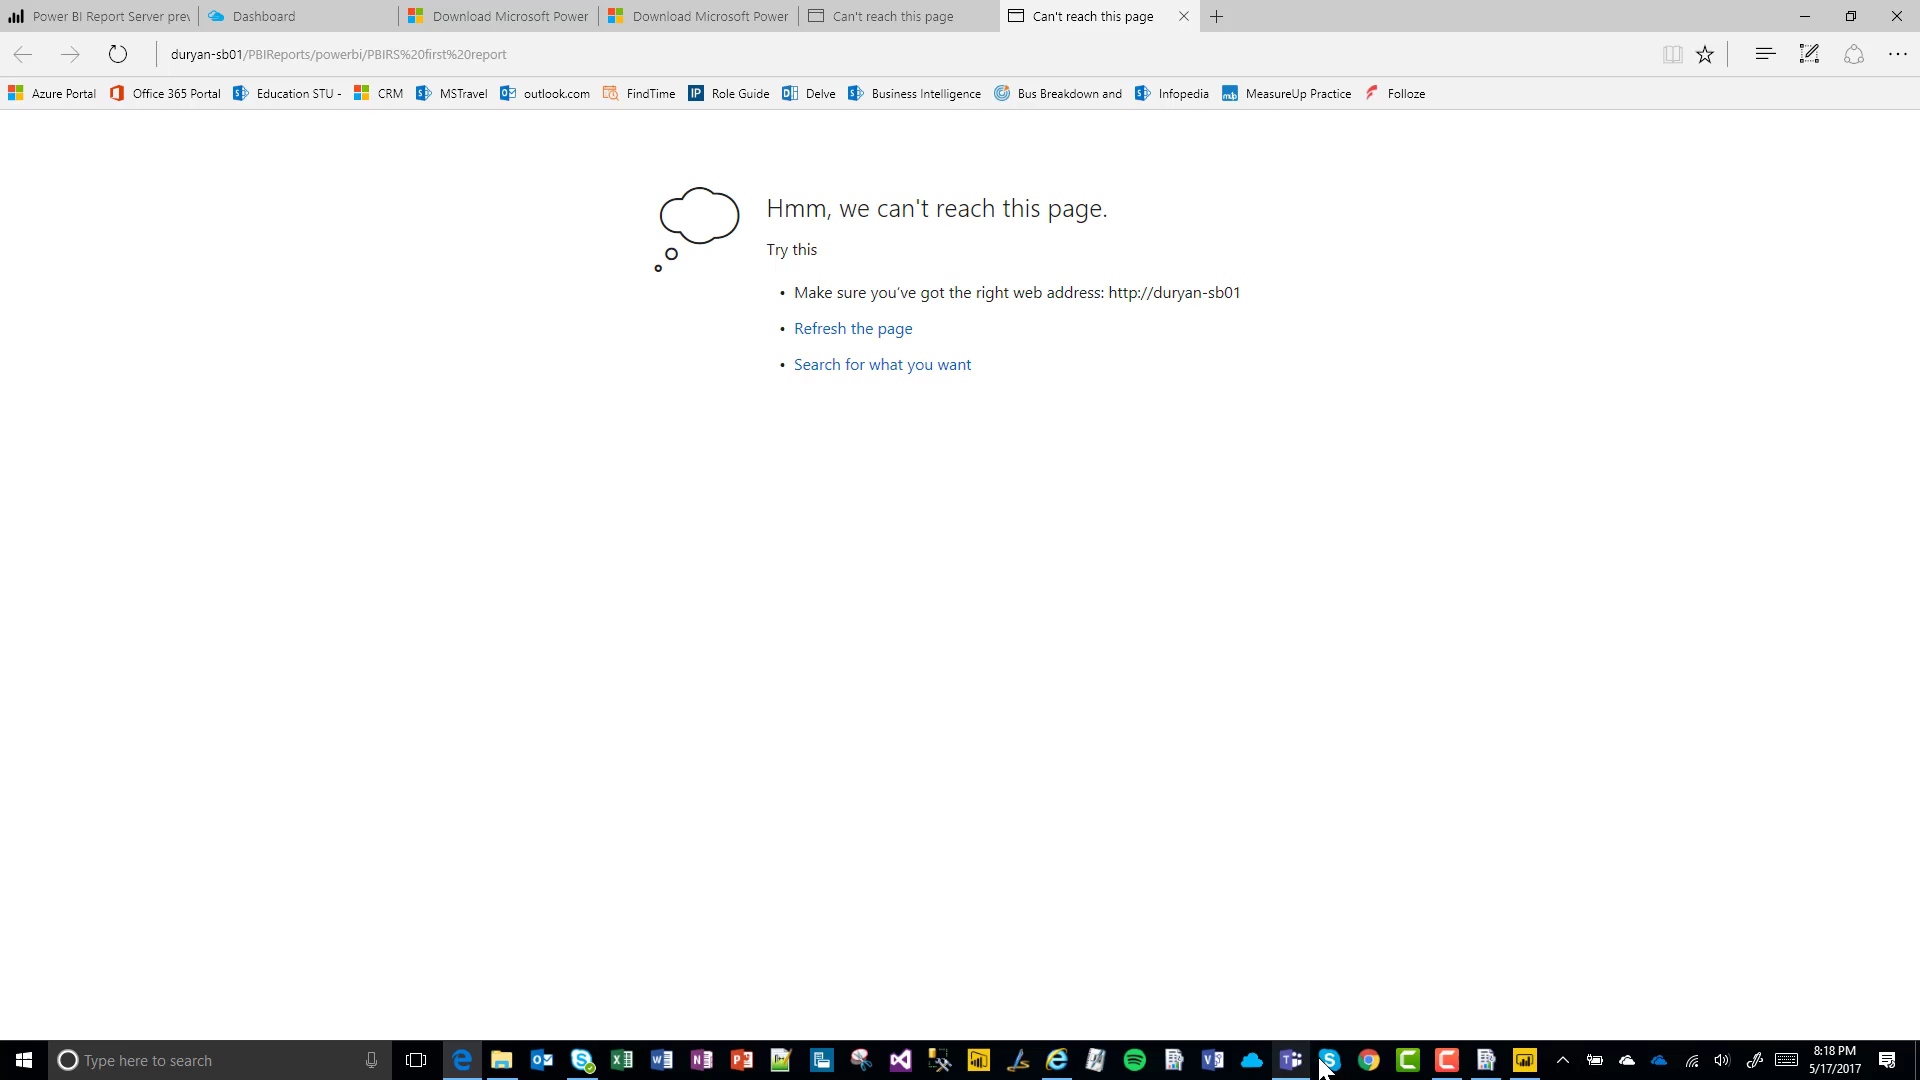 Power BI Report Server prev
Dashboard
Download Microsoft Power
Download Microsoft Power
Can't reach this page
Can't reach this page
duryan-sb01/PBIReports/powerbi/PBIRS%20first%20report
Azure Portal
Office 365 Portal
Education STU -
CRM
MSTravel
outlook.com
FindTime
IP Role Guide
Delve
Business Intelligence
Bus Breakdown and
Infopedia
MeasureUp Practice
Folloze
Hmm, we can't reach this page.
Try this
• Make sure you've got the right web address: http://duryan-sb01
• Refresh the page
• Search for what you want
Type here to search
8:18 PM
5/17/2017